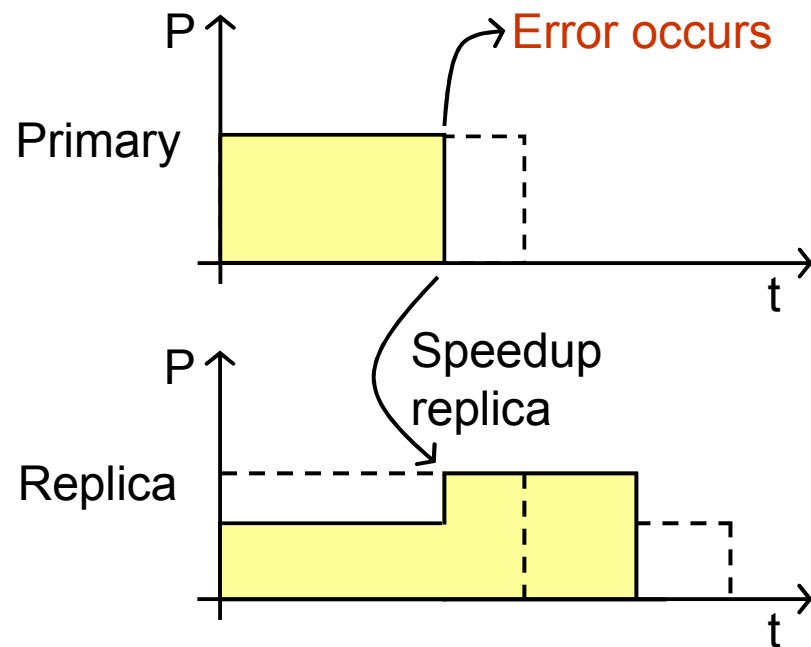 P
Error occurs
Primary
t
P
Speedup
replica
Replica
t